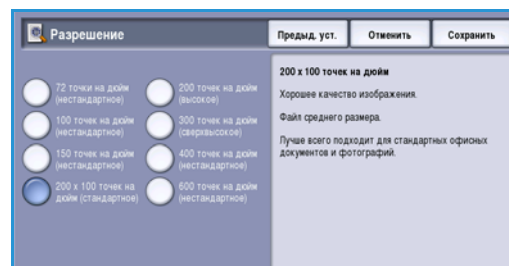 Разрешение
Предыд. уст.
Отменить
Сохранить
72 точки на дюйм
(нестандартное)
100 точек на дюйм
(нестандартное)
150 точек на дюйм
(нестандартное)
200 x 100 точек на
дюйм (стандартное)
200 точек на дюйм
(высокое)
300 точек на дюйм
(сверхвысокое)
400 точек на дюйм
(нестандартное)
600 точек на дюйм
(нестандартное)
200 x 100 точек на дюйм
Хорошее качество изображения.
Файл среднего размера.
Лучше всего подходит для стандартных офисных
документов и фотографий.